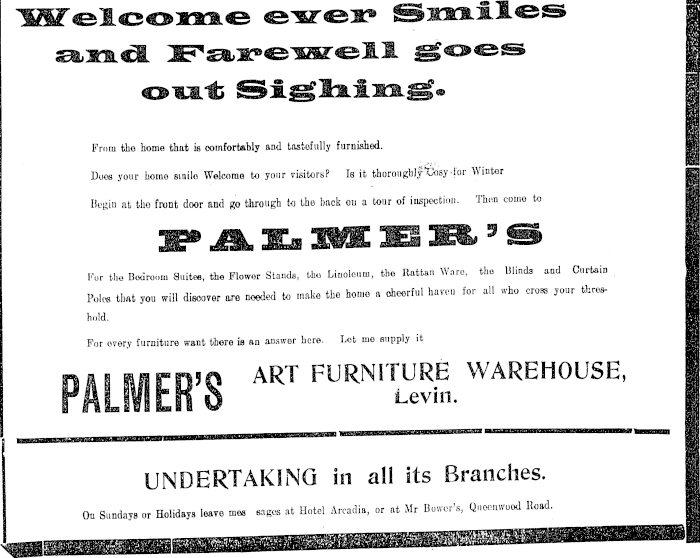 Welcome ever Smiles
and Farewell goes
out Sighing.
From the home that is comfortably and tastefully furnished.
Does your home smile Welcome to your visitors? Is it thoroughly Cosy for Winter
Begin at the front door and go through to the back on a tour of inspection. Then come to
PALMER'S
For the Bedroom Suites, the Flower Stands, the Linoleum, the Rattan Ware, the Blinds and Curtain
Poles that you will discover are needed to make the home a cheerful haven for all who cross your thres-
hold.
For every furniture want there is an answer here. Let me supply it
PALMER'S ART FURNITURE WAREHOUSE,
Levin.
UNDERTAKING in all its Branches.
On Sundays or Holidays leave mes sages at Hotel Arcadia, or at Mr Bower's, Queenwood Road.